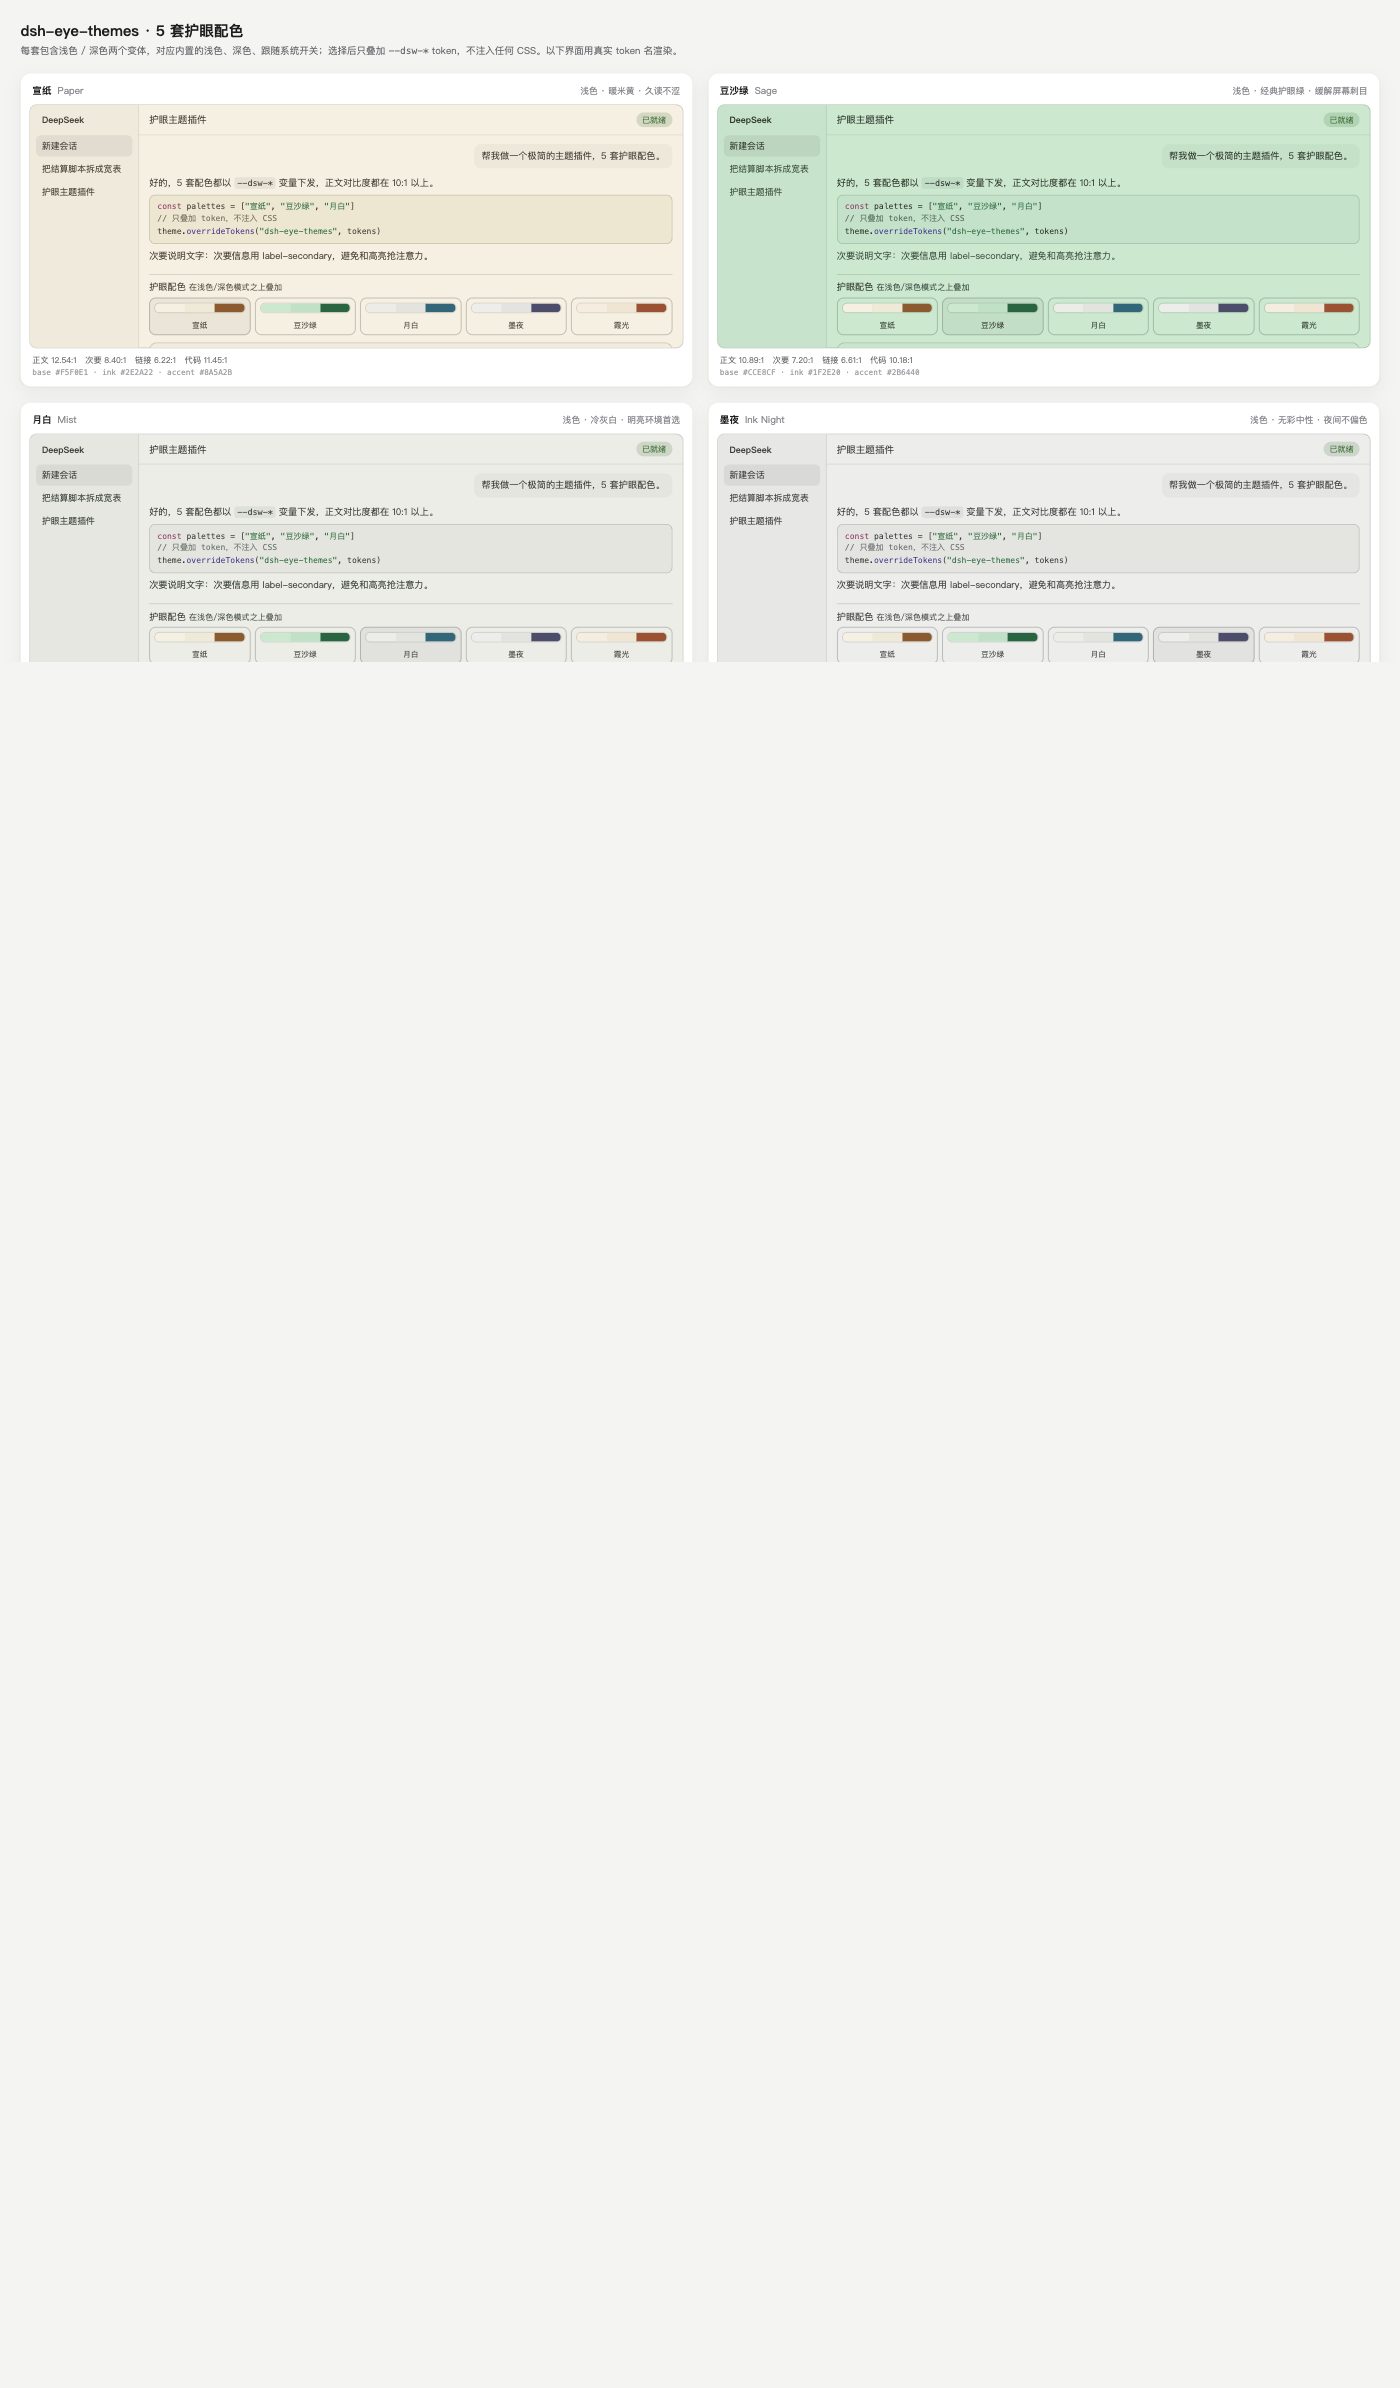 dsh-eye-themes · 5 套护眼配色
每套包含浅色 / 深色两个变体，对应内置的浅色、深色、跟随系统开关；选择后只叠加 --dsw-* token，不注入任何 CSS。以下界面用真实 token 名渲染。
宣纸 Paper
浅色 · 暖米黄 · 久读不涩
DeepSeek
新建会话
把结算脚本拆成宽表
护眼主题插件
护眼主题插件
已就绪
帮我做一个极简的主题插件，5 套护眼配色。
好的，5 套配色都以 --dsw-* 变量下发，正文对比度都在 10:1 以上。
const palettes = ["宣纸", "豆沙绿", "月白"]
// 只叠加 token，不注入 CSS
theme.overrideTokens("dsh-eye-themes", tokens)
次要说明文字：次要信息用 label-secondary，避免和高亮抢注意力。
护眼配色 在浅色/深色模式之上叠加
宣纸 豆沙绿 月白 墨夜 霞光
正文 12.54:1 次要 8.40:1 链接 6.22:1 代码 11.45:1
base #F5F0E1 · ink #2E2A22 · accent #8A5A2B
豆沙绿 Sage
浅色 · 经典护眼绿 · 缓解屏幕刺目
DeepSeek
新建会话
把结算脚本拆成宽表
护眼主题插件
护眼主题插件
已就绪
帮我做一个极简的主题插件，5 套护眼配色。
好的，5 套配色都以 --dsw-* 变量下发，正文对比度都在 10:1 以上。
const palettes = ["宣纸", "豆沙绿", "月白"]
// 只叠加 token，不注入 CSS
theme.overrideTokens("dsh-eye-themes", tokens)
次要说明文字：次要信息用 label-secondary，避免和高亮抢注意力。
护眼配色 在浅色/深色模式之上叠加
宣纸 豆沙绿 月白 墨夜 霞光
正文 10.89:1 次要 7.20:1 链接 6.61:1 代码 10.18:1
base #CCE8CF · ink #1F2E20 · accent #2B6440
月白 Mist
浅色 · 冷灰白 · 明亮环境首选
DeepSeek
新建会话
把结算脚本拆成宽表
护眼主题插件
护眼主题插件
已就绪
帮我做一个极简的主题插件，5 套护眼配色。
好的，5 套配色都以 --dsw-* 变量下发，正文对比度都在 10:1 以上。
const palettes = ["宣纸", "豆沙绿", "月白"]
// 只叠加 token，不注入 CSS
theme.overrideTokens("dsh-eye-themes", tokens)
次要说明文字：次要信息用 label-secondary，避免和高亮抢注意力。
护眼配色 在浅色/深色模式之上叠加
宣纸 豆沙绿 月白 墨夜 霞光
墨夜 Ink Night
浅色 · 无彩中性 · 夜间不偏色
DeepSeek
新建会话
把结算脚本拆成宽表
护眼主题插件
护眼主题插件
已就绪
帮我做一个极简的主题插件，5 套护眼配色。
好的，5 套配色都以 --dsw-* 变量下发，正文对比度都在 10:1 以上。
const palettes = ["宣纸", "豆沙绿", "月白"]
// 只叠加 token，不注入 CSS
theme.overrideTokens("dsh-eye-themes", tokens)
次要说明文字：次要信息用 label-secondary，避免和高亮抢注意力。
护眼配色 在浅色/深色模式之上叠加
宣纸 豆沙绿 月白 墨夜 霞光